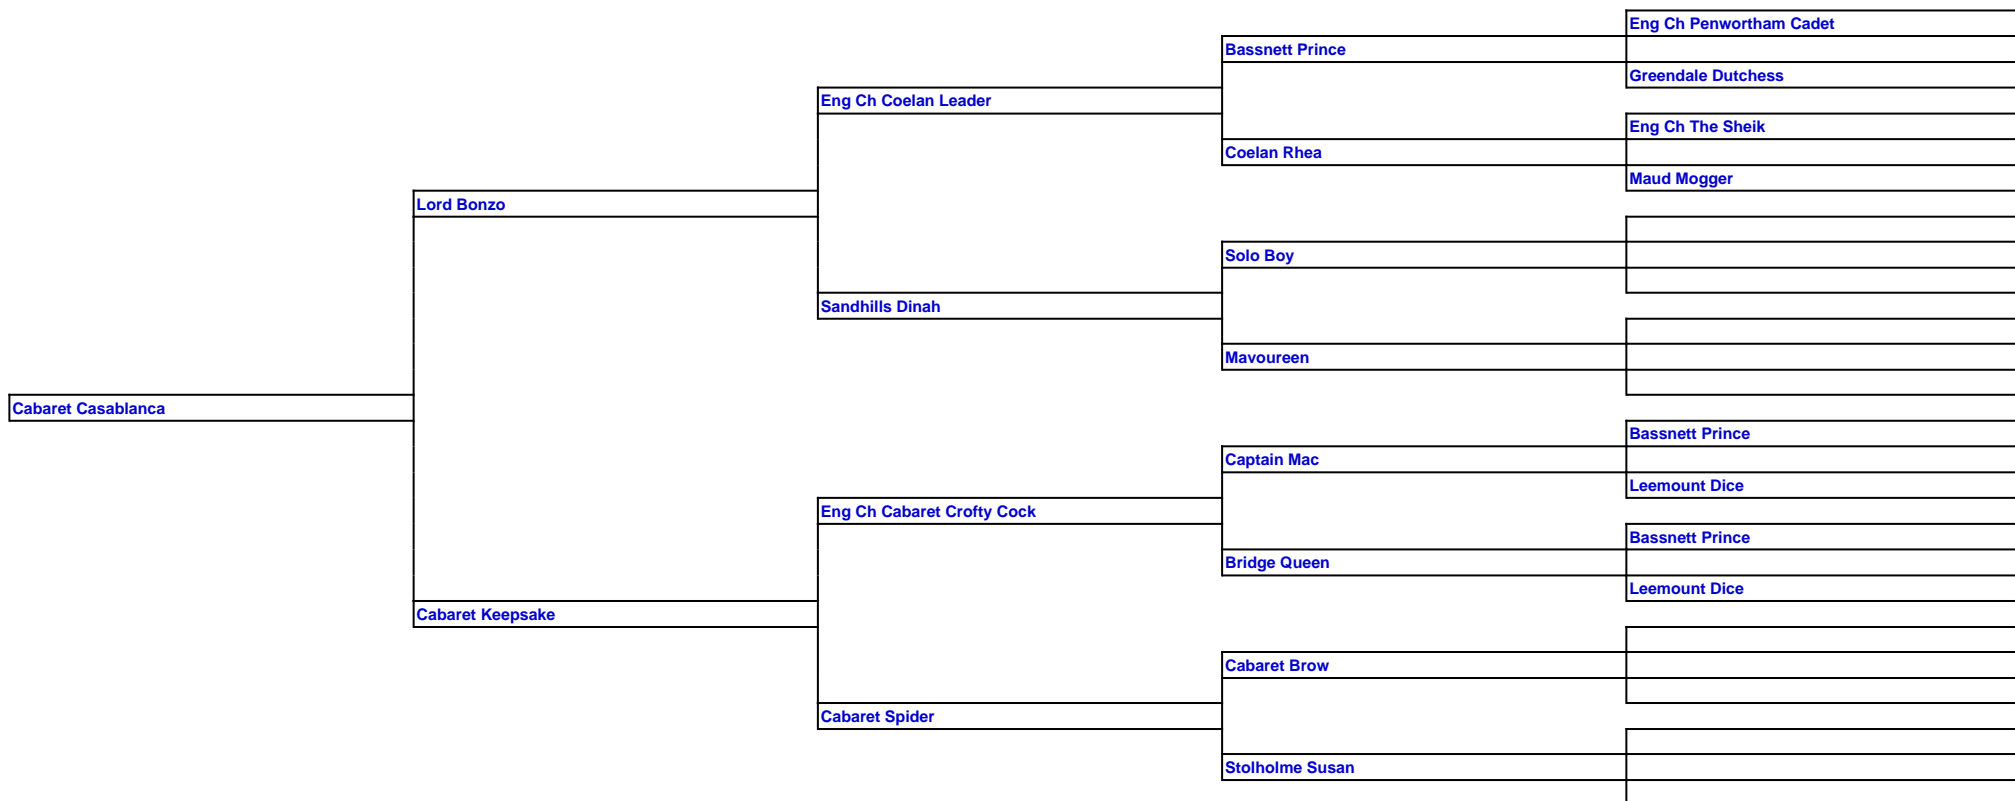 Eng Ch Penwortham Cadet
Bassnett Prince
Greendale Dutchess
Eng Ch Coelan Leader
Eng Ch The Sheik
Coelan Rhea
Maud Mogger
Lord Bonzo
Solo Boy
Sandhills Dinah
Mavoureen
Cabaret Casablanca
Bassnett Prince
Captain Mac
Leemount Dice
Eng Ch Cabaret Crofty Cock
Bassnett Prince
Bridge Queen
Leemount Dice
Cabaret Keepsake
Cabaret Brow
Cabaret Spider
Stolholme Susan